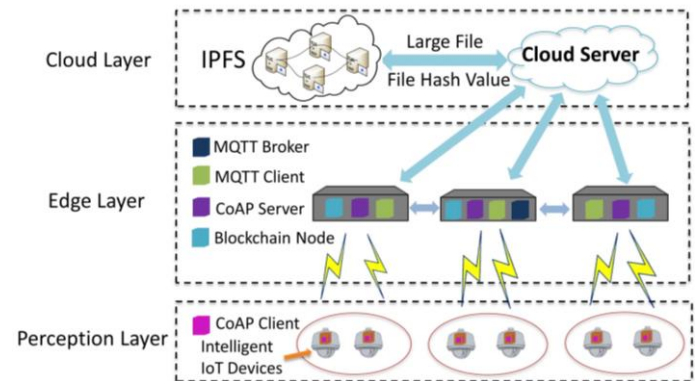 Cloud Layer
IPFS
Large File
File Hash Value
Cloud Server
Edge Layer
MQTT Broker
MQTT Client
CoAP Server
Blockchain Node
Perception Layer
CoAP Client
Intelligent
IoT Devices